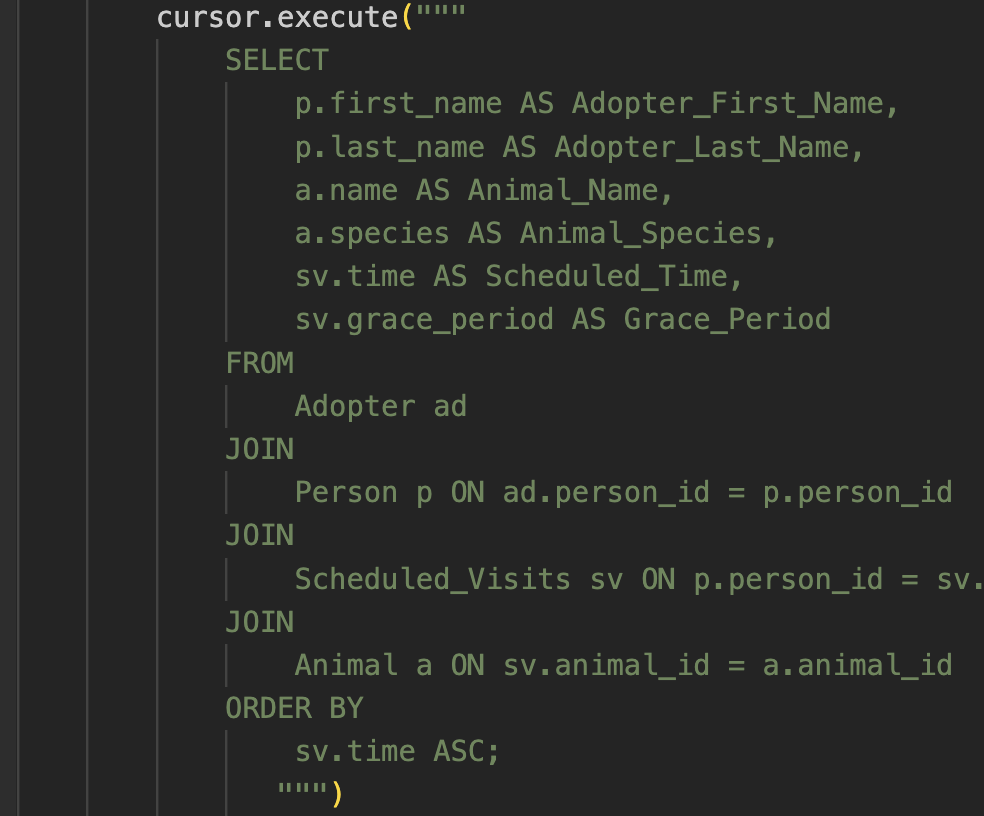 cursor.execute("""
SELECT
p.first_name AS Adopter_First_Name,
p.last_name AS Adopter_Last_Name,
a.name AS Animal_Name,
a.species AS Animal_Species,
sv.time AS Scheduled_Time,
sv.grace_period AS Grace_Period
FROM
Adopter ad
JOIN
Person p ON ad.person_id = p.person_id
JOIN
Scheduled_Visits sv ON p.person_id = sv.
JOIN
Animal a ON sv.animal_id = a.animal_id
ORDER BY
sv.time ASC;
""")